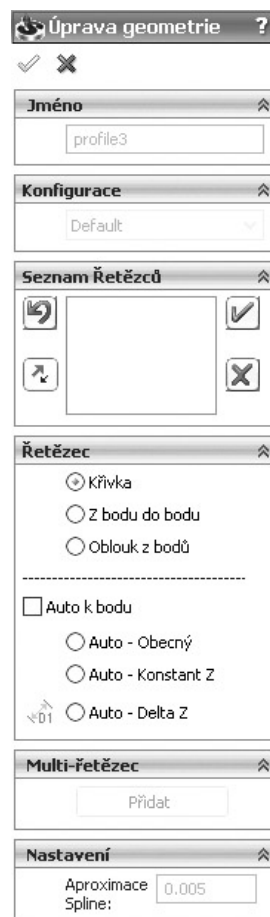 Úprava geometrie ?
Jméno
profile3
Konfigurace
Default
Seznam Řetězců
Řetězec
Křivka
Z bodu do bodu
Oblouk z bodů
Auto k bodu
Auto - Obecný
Auto - Konstant Z
D1 Auto - Delta Z
Multi-řetězec
Přidat
Nastavení
Aproximace 0.005
Spline: